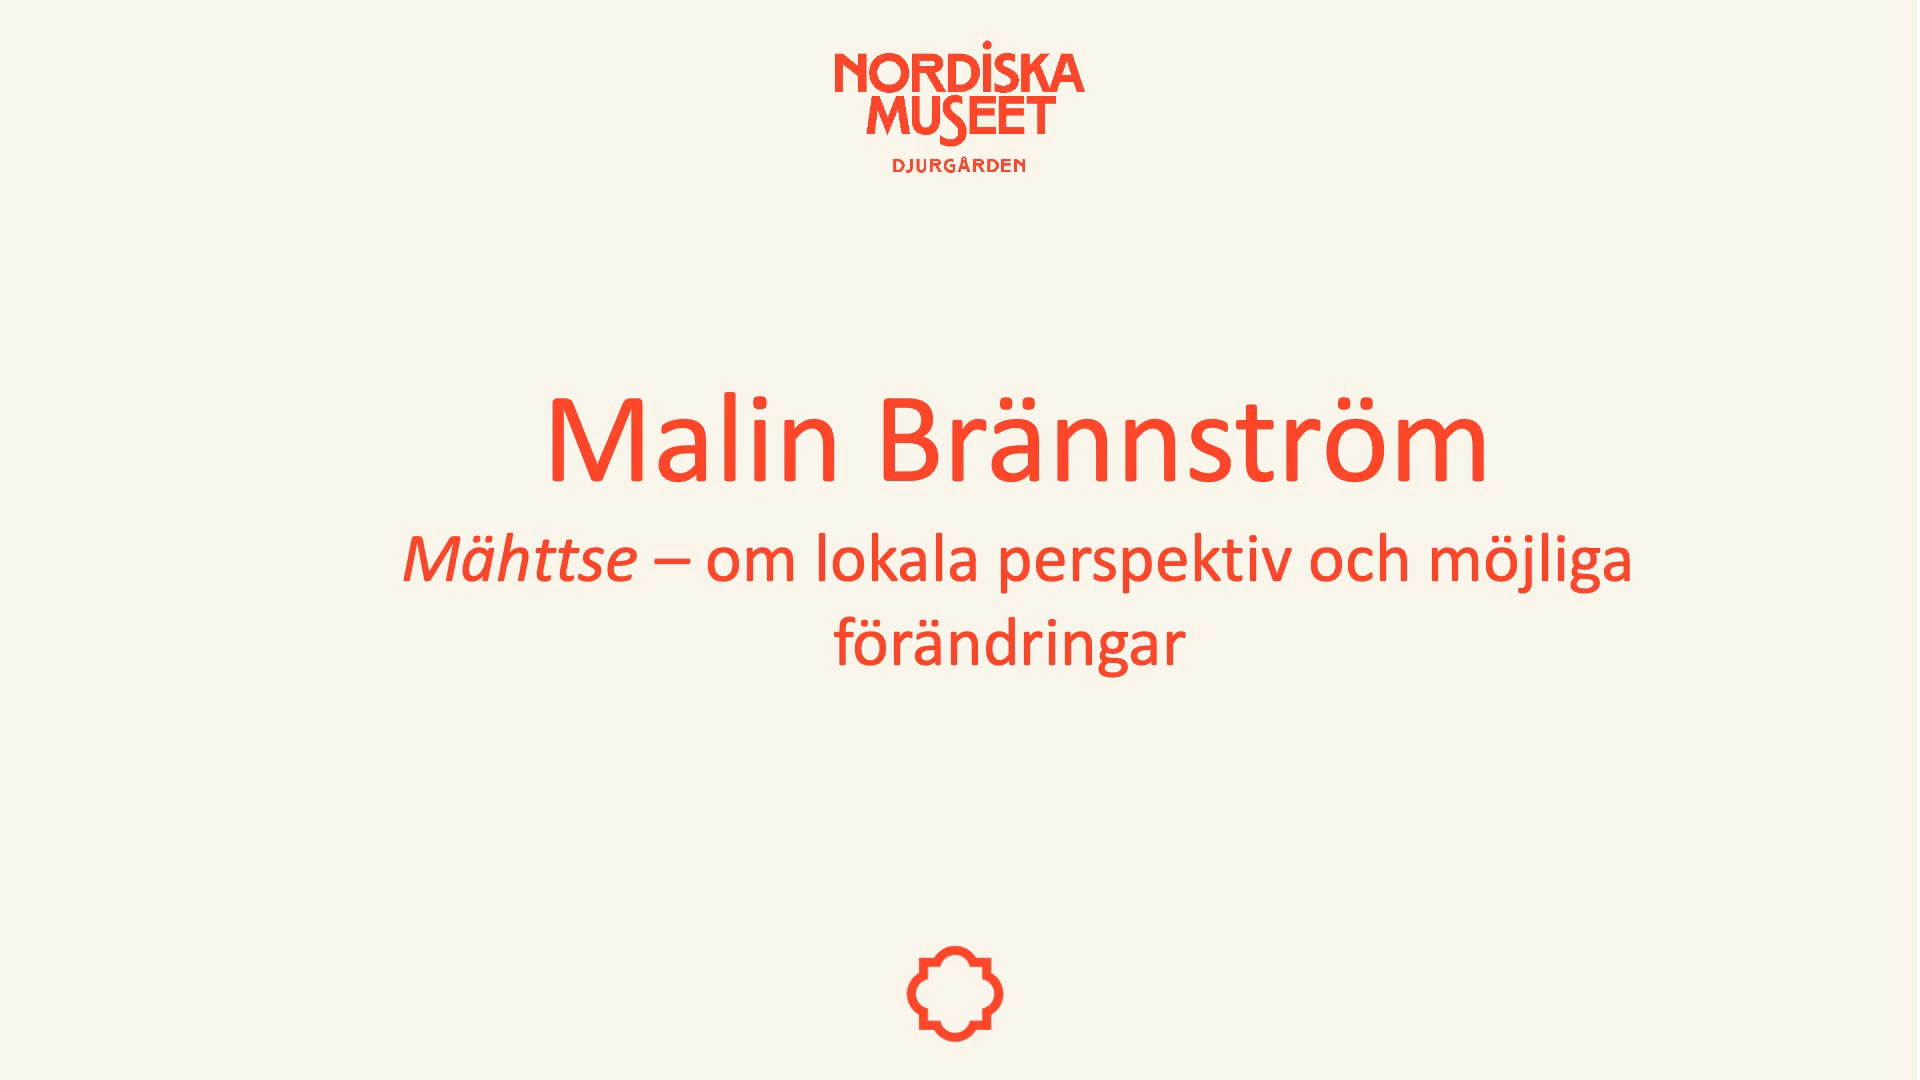 NORDISKA
MUSEET
DJURGÅRDEN
Malin Brännström
Mähttse – om lokala perspektiv och möjliga
förändringar